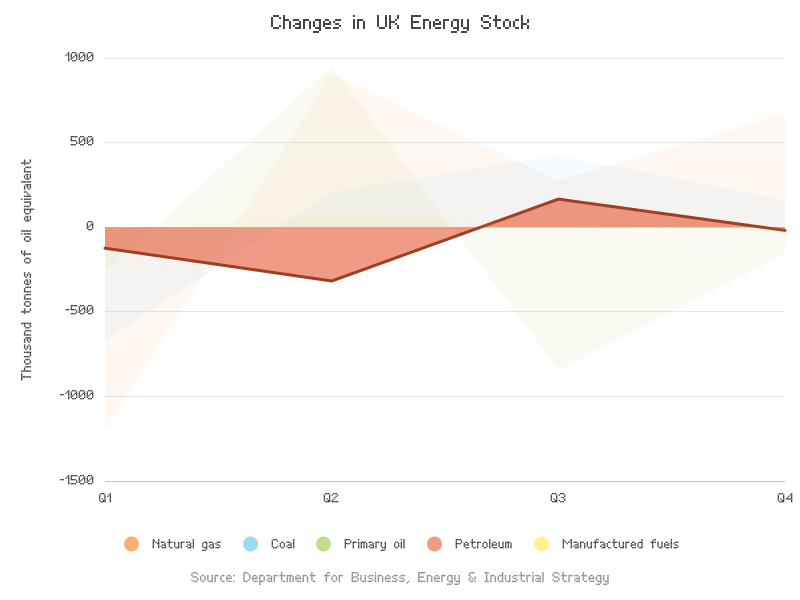 Changes in UK Energy Stock
Thousand tonnes of oil equivalent
1000
500
0
-500
-1000
-1500
Q1 Q2 Q3 Q4
Natural gas Coal Primary oil Petroleum Manufactured fuels
Source: Department for Business, Energy & Industrial Strategy